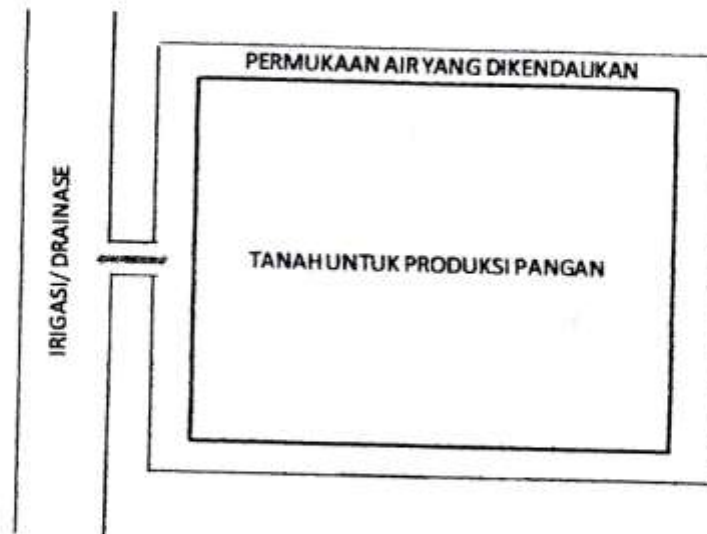 PERMUKAAN AIR YANG DIKENDALIKAN
IRIGASI/ DRAINASE
TANAH UNTUK PRODUKSI PANGAN